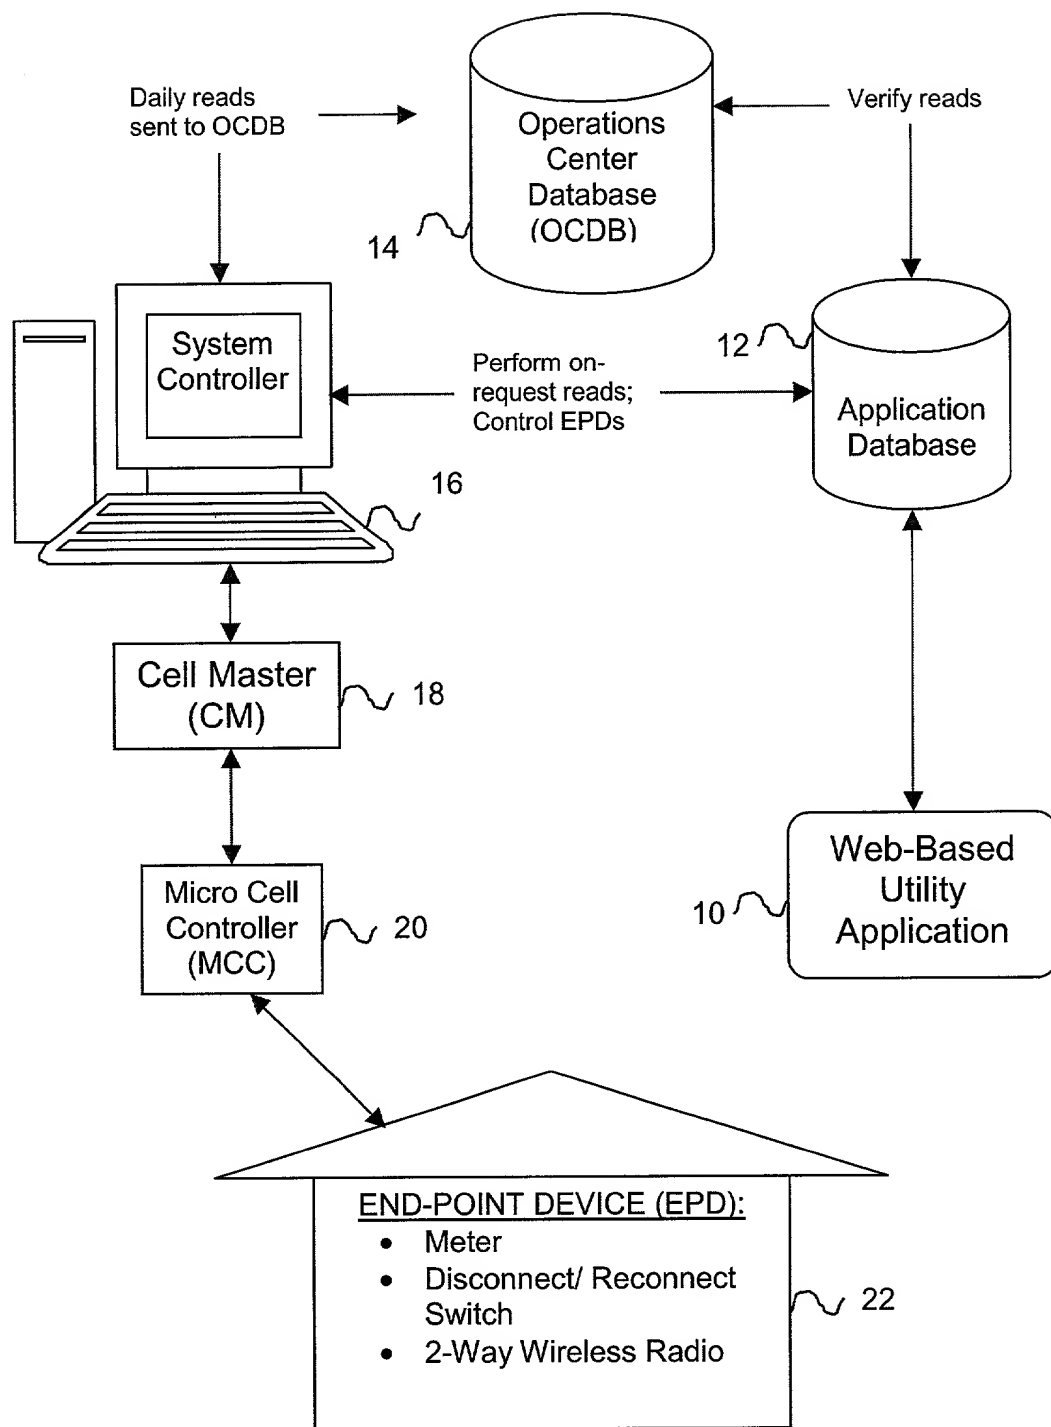 Daily reads
sent to OCDB
Operations
Center
Database
(OCDB)
Verify reads
14
System
Controller
Perform on-
request reads;
Control EPDs
12
Application
Database
16
Cell Master
(CM)
18
Micro Cell
Controller
(MCC)
20
Web-Based
Utility
Application
10
END-POINT DEVICE (EPD):
• Meter
• Disconnect/ Reconnect
Switch
• 2-Way Wireless Radio
22